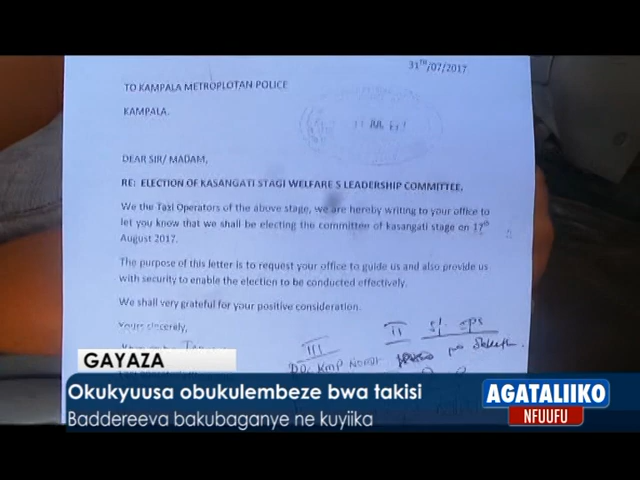 31TH/07/2017
TO KAMPALA METROPLOTAN POLICE
KAMPALA.
DEAR SIR/ MADAM,
RE: ELECTION OF KASANGATI STAGI WELFARE S LEADERSHIP COMMITTEE.
We the Taxi Operators of the above stage, we are hereby writing to your office to
let you know that we shall be electing the committee of kasangati stage on 17th
August 2017.
The purpose of this letter is to request your office to guide us and also provide us
with security to enable the election to be conducted effectively.
We shall very grateful for your positive consideration.
Yours sincerely,
II
III
GAYAZA
Okukyuusa obukulembeze bwa takisi
Baddereeva bakubaganye ne kuyiika
AGATALIIKO
NFUUFU